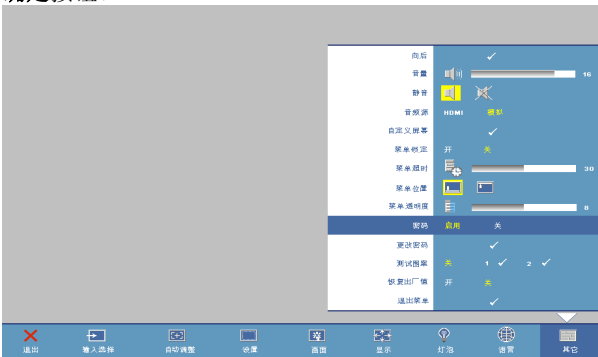 向后
音量 16
静音
音频源 HDMI 模拟
自定义屏幕
菜单锁定 开 关
菜单超时 30
菜单位置
菜单透明度 0
密码 启用 关
更改密码
测试图案 关 1 2
恢复出厂值 开 关
退出菜单
退出 输入选择 自动调整 设置 画面 显示 灯泡 语言 其它